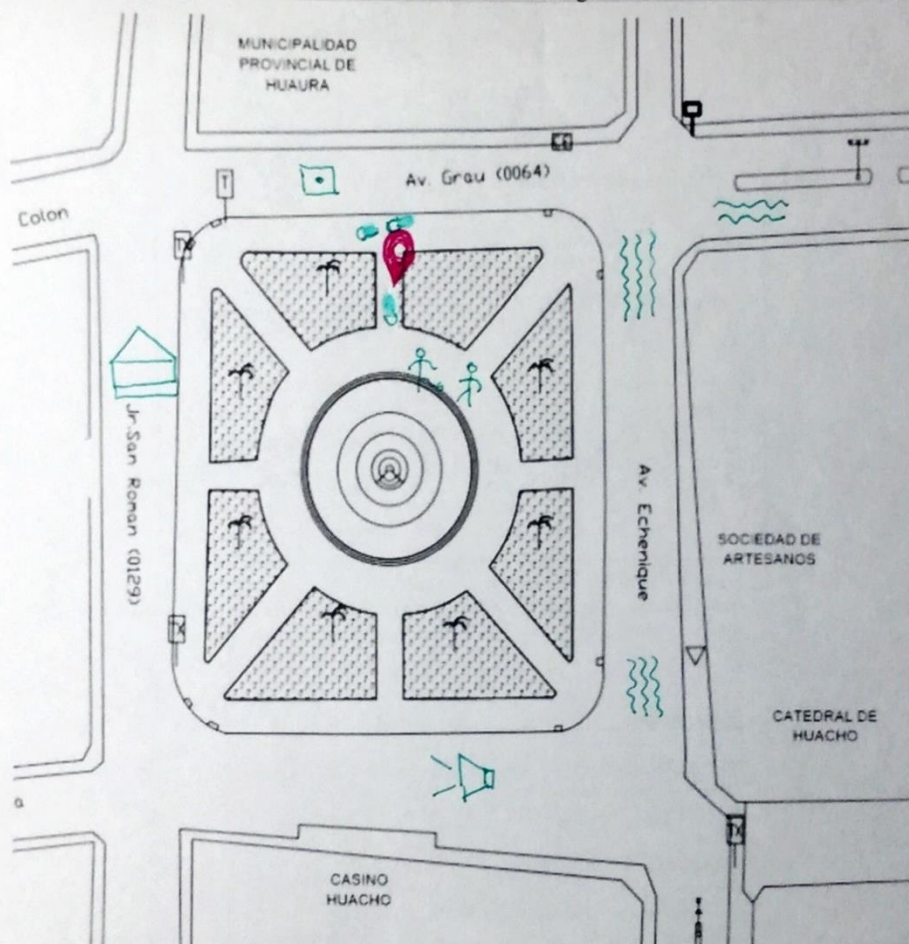 MUNICIPALIDAD
PROVINCIAL DE
HUAURA
Av. Grau (0064)
T
Colon
Jr.San Roman (0129)
Av. Echenique
SOCIEDAD DE
ARTESANOS
CATEDRAL DE
HUACHO
a
CASINO
HUACHO